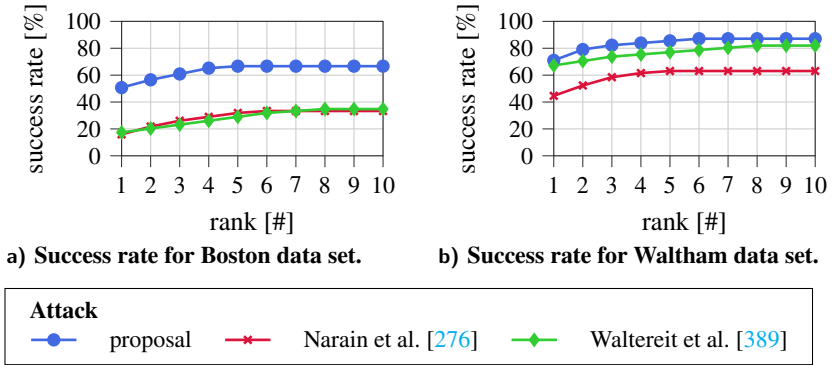 success rate [%]
100
80
60
40
20
0
1 2 3 4 5 6 7 8 9 10
rank [#]
a) Success rate for Boston data set.
success rate [%]
100
80
60
40
20
0
1 2 3 4 5 6 7 8 9 10
rank [#]
b) Success rate for Waltham data set.
Attack
proposal Narain et al. [276] Waltereit et al. [389]